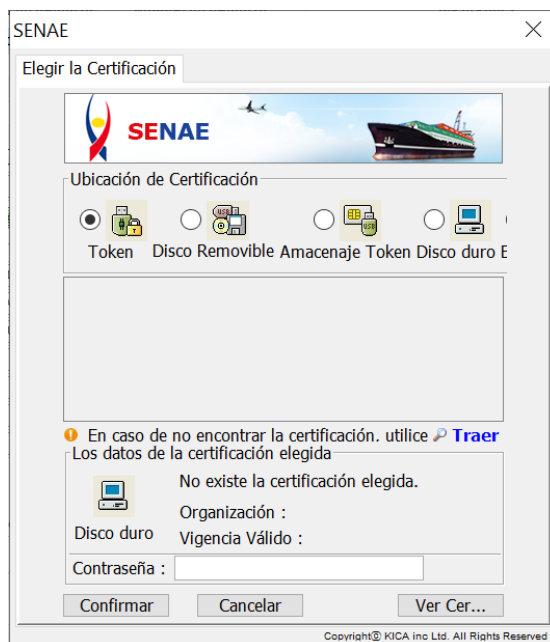 SENAE
Elegir la Certificación
SENAE
Ubicación de Certificación
Token Disco Removible Amacenaje Token Disco duro E
En caso de no encontrar la certificación, utilice Traer
Los datos de la certificación elegida
No existe la certificación elegida.
Organización :
Disco duro
Vigencia Válido :
Contraseña :
Confirmar Cancelar Ver Cer...
Copyright© KICA inc Ltd. All Rights Reserved